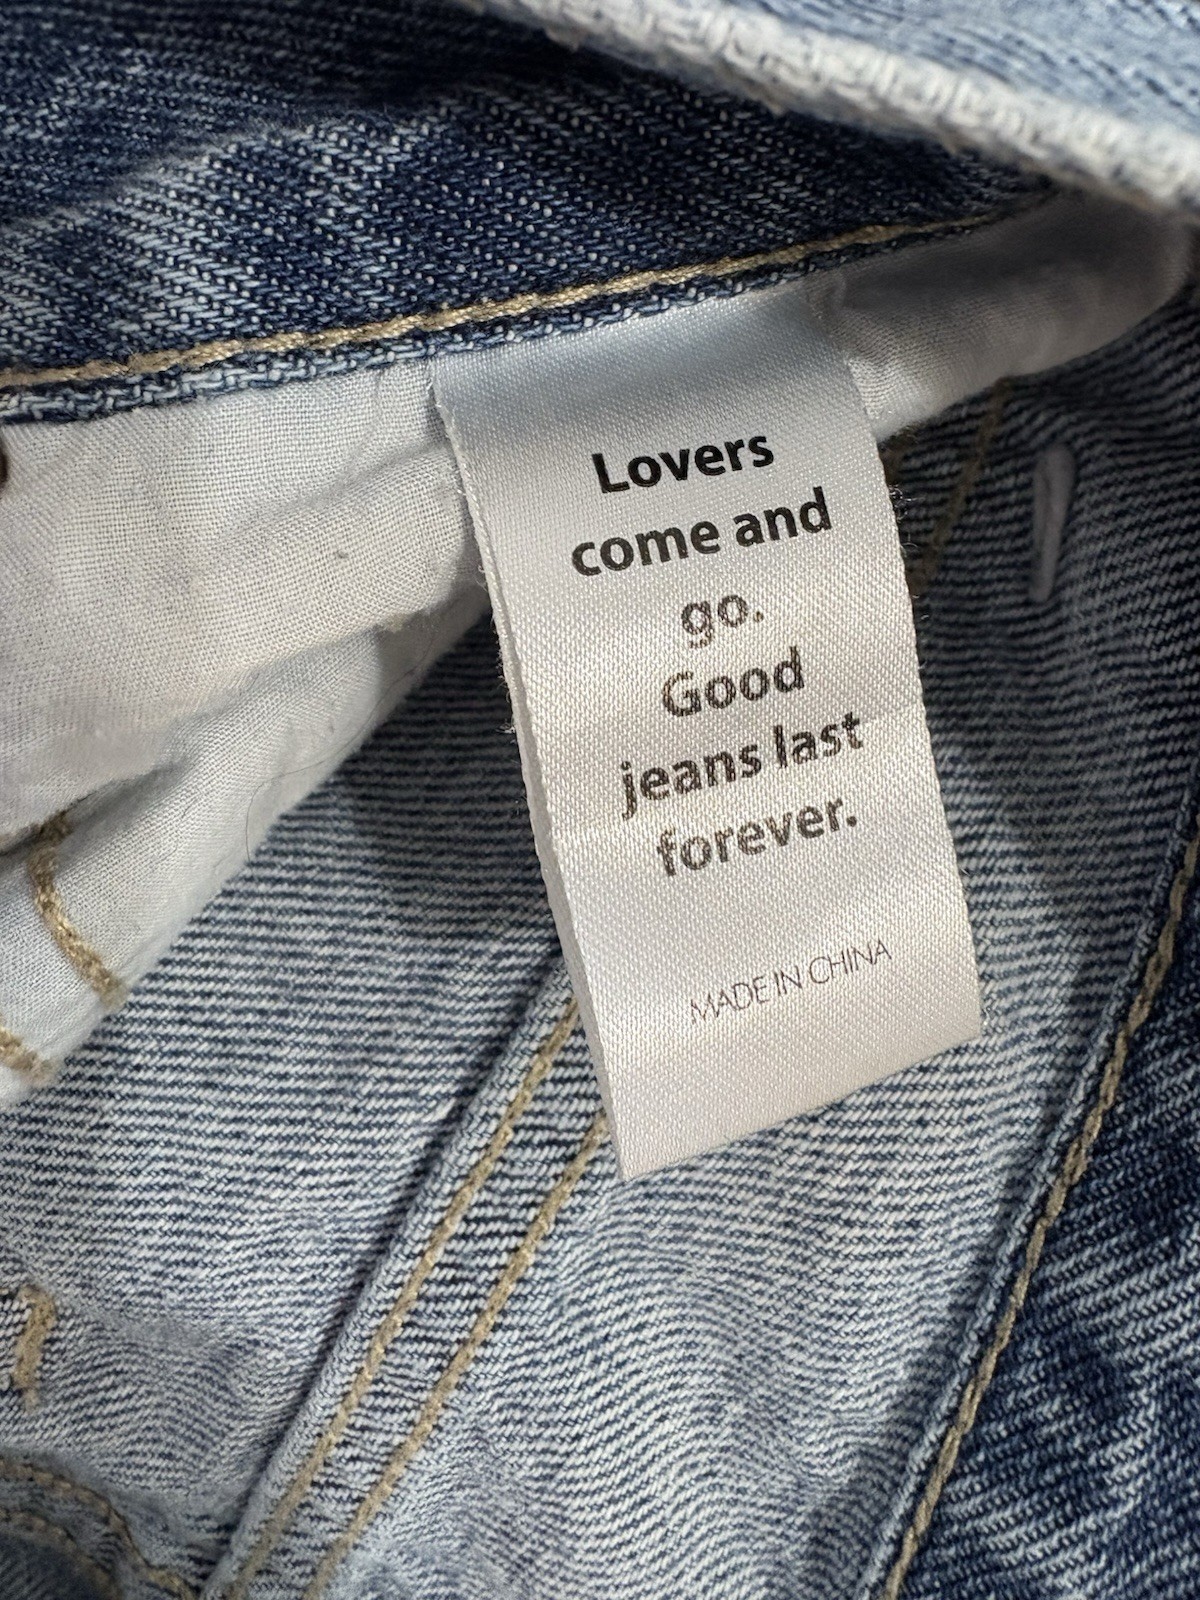 Lovers
come and
go.
Good
jeans last
forever.
MADE IN CHINA